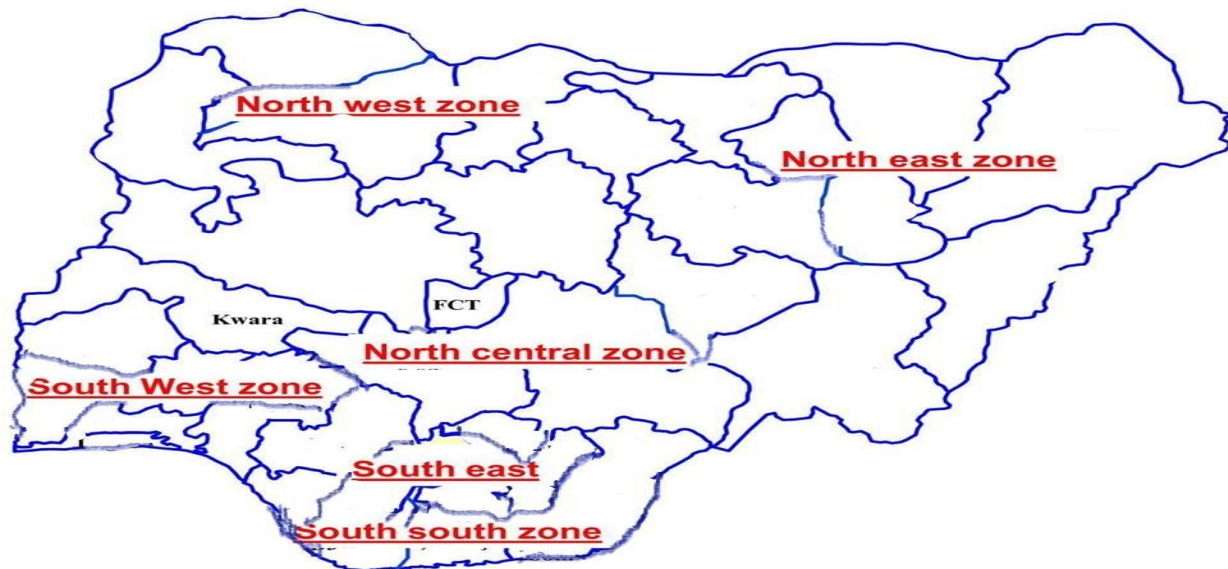 North west zone
North east zone
FCT
Kwara
North central zone
South West zone
South east
South south zone